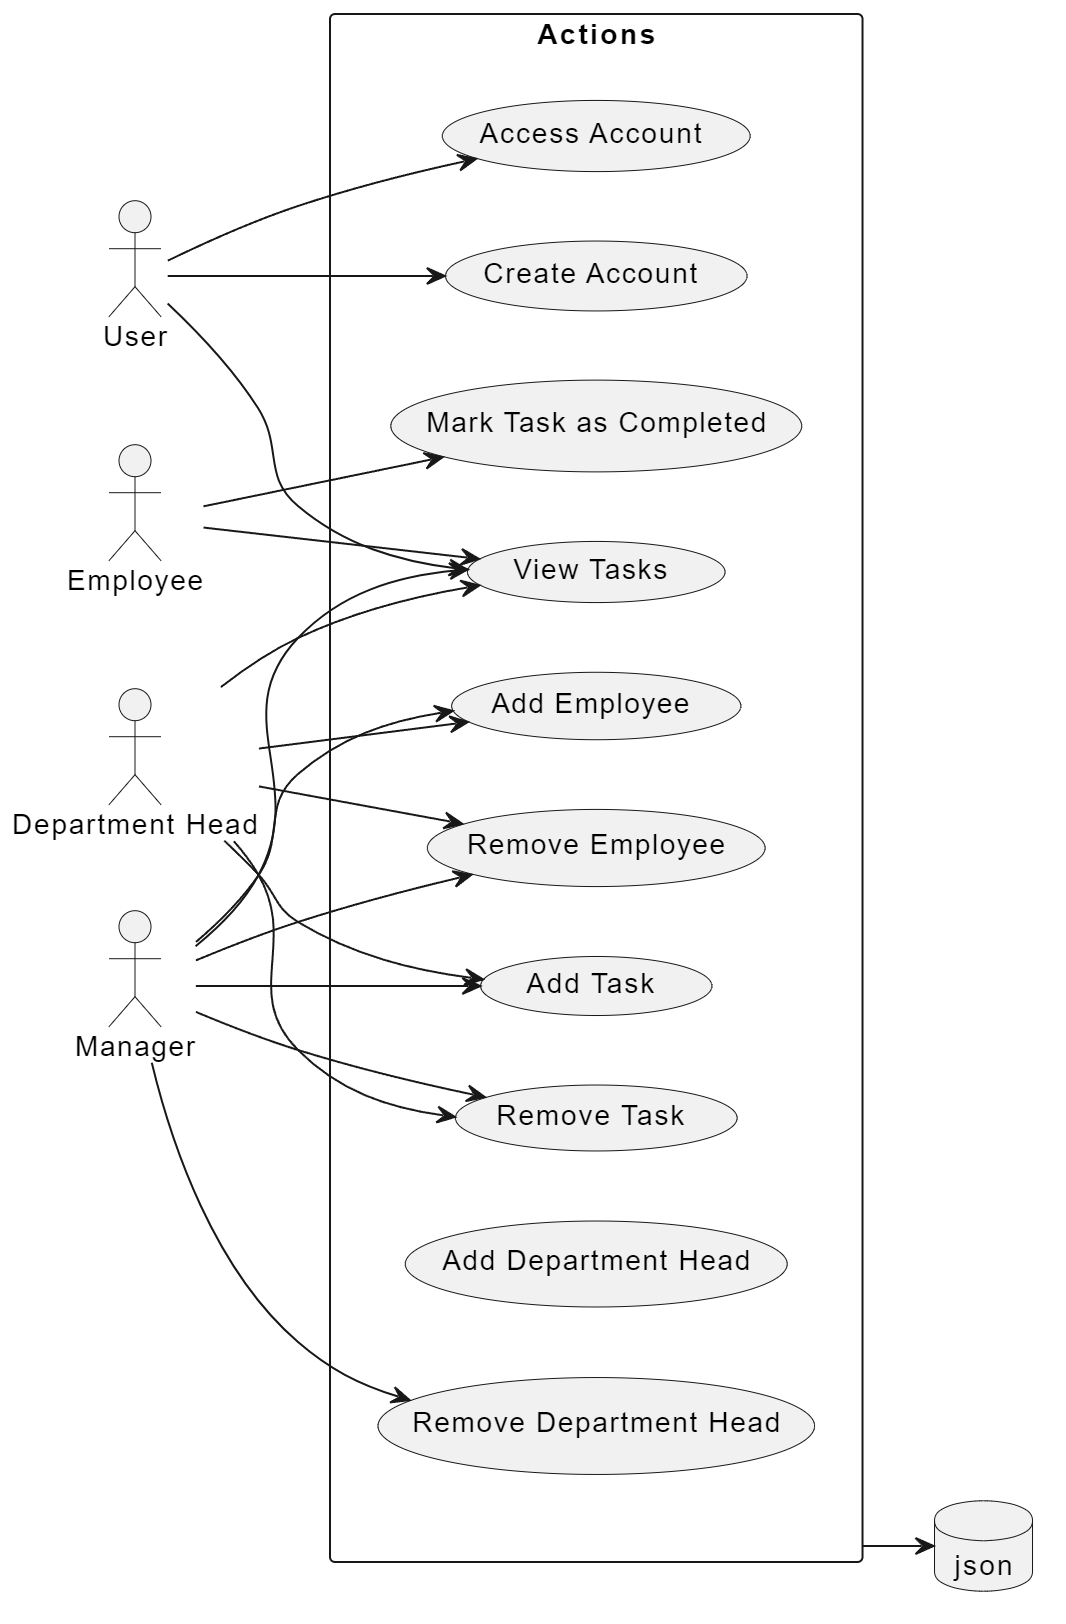 Actions
Access Account
Create Account
User
Mark Task as Completed
View Tasks
Employee
Add Employee
Department Head
Remove Employee
Add Task
Manager
Remove Task
Add Department Head
Remove Department Head
json